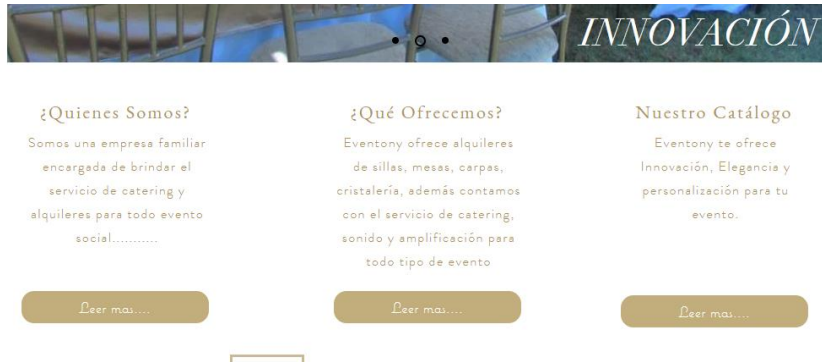 INNOVACIÓN
¿Quienes Somos?
Somos una empresa familiar
encargada de brindar el
servicio de catering y
alquileres para todo evento
social...........
Leer mas....
¿Qué Ofrecemos?
Eventony ofrece alquileres
de sillas, mesas, carpas,
cristalería, además contamos
con el servicio de catering,
sonido y amplificación para
todo tipo de evento
Leer mas....
Nuestro Catálogo
Eventony te ofrece
Innovación, Elegancia y
personalización para tu
evento.
Leer mas....